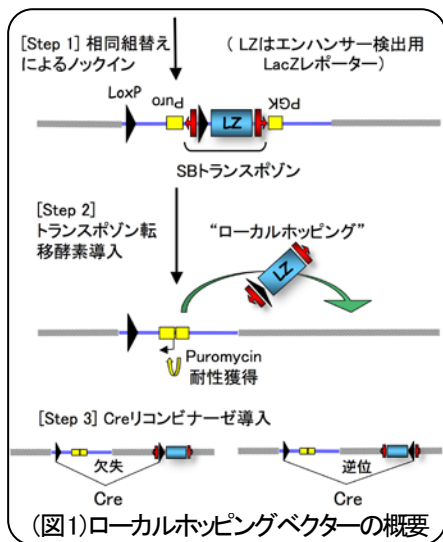 [Step 1] 相同組替え
によるノックイン
( LZはエンハンサー検出用
LacZレポーター)
LoxP
Puro
PGK
LZ
SBトランスポゾン
[Step 2]
トランスポゾン転
移酵素導入
“ローカルホッピング”
LZ
Puromycin
耐性獲得
[Step 3] Creリコンビナーゼ導入
欠失
逆位
Cre
Cre
(図1)ローカルホッピングベクターの概要